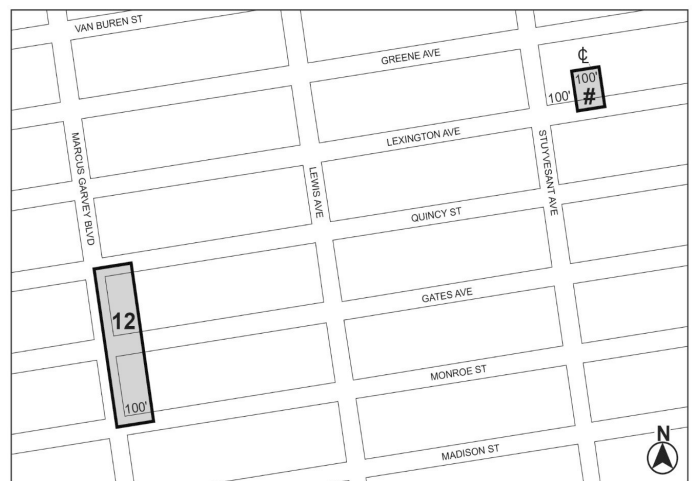 VAN BUREN ST
GREENE AVE
℄
100'
100'
#
LEXINGTON AVE
MARCUS GARVEY BLVD
LEWIS AVE
STUYVESANT AVE
QUINCY ST
GATES AVE
12
MONROE ST
100'
MADISON ST
N